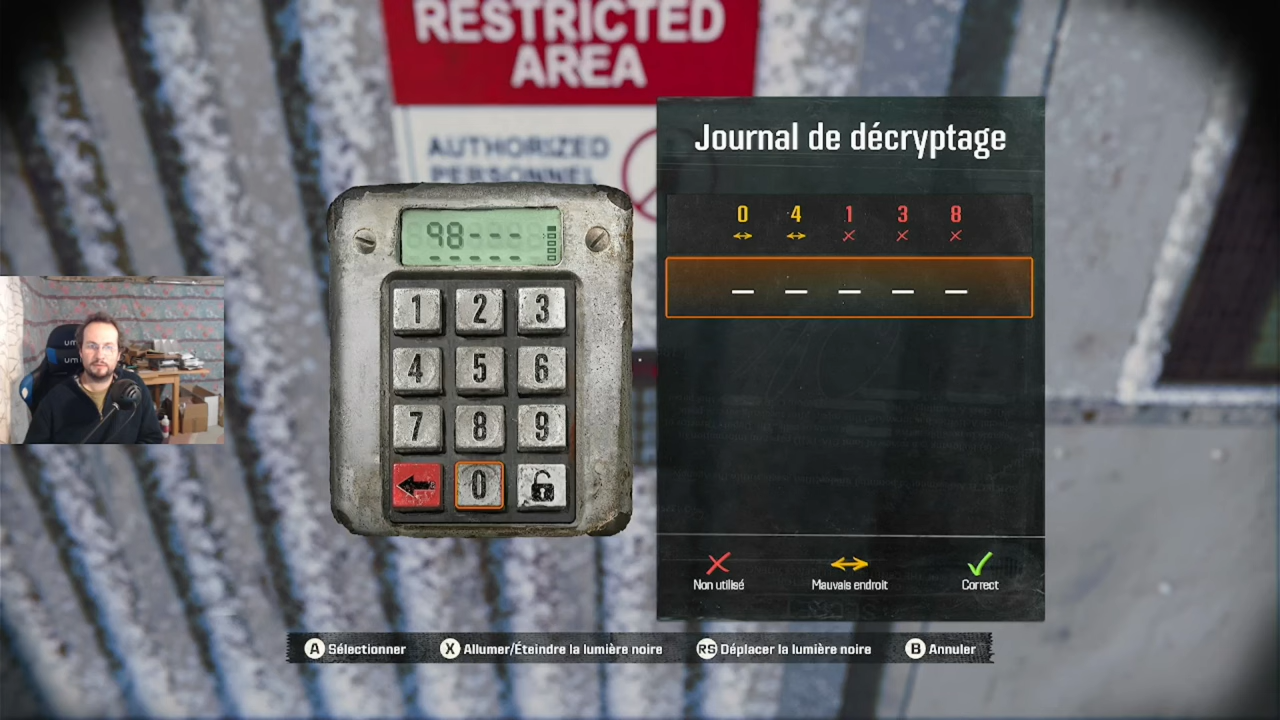 RESTRICTED
AREA
AUTHORIZED
PERSONNEL
98---
1 2 3
4 5 6
7 8 9
0
Journal de décryptage
0 4 1 3 8
Non utilisé
Mauvais endroit
Correct
A Sélectionner
X Allumer/Éteindre la lumière noire
RS Déplacer la lumière noire
B Annuler